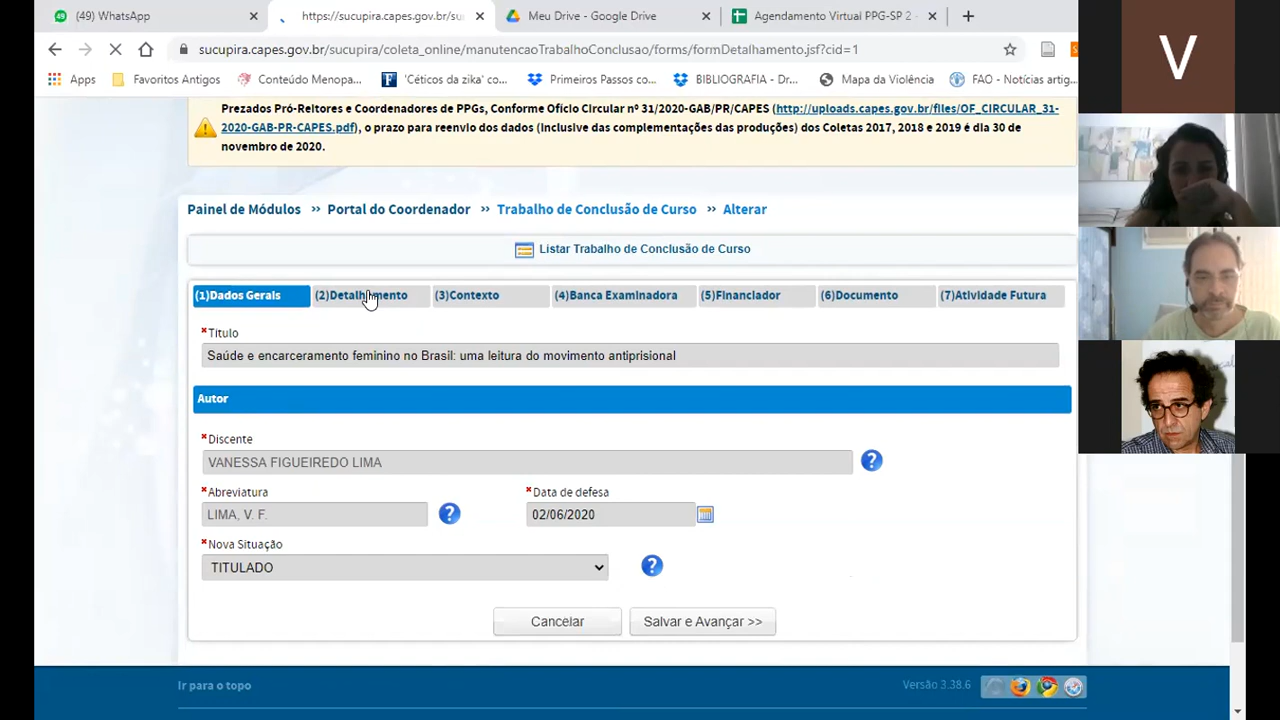 (49) WhatsApp
https://sucupira.capes.gov.br/su
Meu Drive - Google Drive
Agendamento Virtual PPG-SP 2 -
sucupira.capes.gov.br/sucupira/coleta_online/manutencaoTrabalhoConclusao/forms/formDetalhamento.jsf?cid=1
Apps
Favoritos Antigos
Conteúdo Menopa...
'Céticos da zika' co...
Primeiros Passos co...
BIBLIOGRAFIA - Dr...
Mapa da Violência
FAO - Notícias artig...
V
Prezados Pró-Reitores e Coordenadores de PPGs, Conforme Ofício Circular nº 31/2020-GAB/PR/CAPES (http://uploads.capes.gov.br/files/OF_CIRCULAR_31-
2020-GAB-PR-CAPES.pdf), o prazo para reenvio dos dados (inclusive das complementações das produções) dos Coletas 2017, 2018 e 2019 é dia 30 de
novembro de 2020.
Painel de Módulos >> Portal do Coordenador >> Trabalho de Conclusão de Curso >> Alterar
Listar Trabalho de Conclusão de Curso
(1)Dados Gerais
(2)Detalhamento
(3)Contexto
(4)Banca Examinadora
(5)Financiador
(6)Documento
(7)Atividade Futura
Título
Saúde e encarceramento feminino no Brasil: uma leitura do movimento antiprisional
Autor
Discente
VANESSA FIGUEIREDO LIMA
Abreviatura
Data de defesa
LIMA, V. F.
02/06/2020
Nova Situação
TITULADO
Cancelar
Salvar e Avançar >>
Ir para o topo
Versão 3.38.6